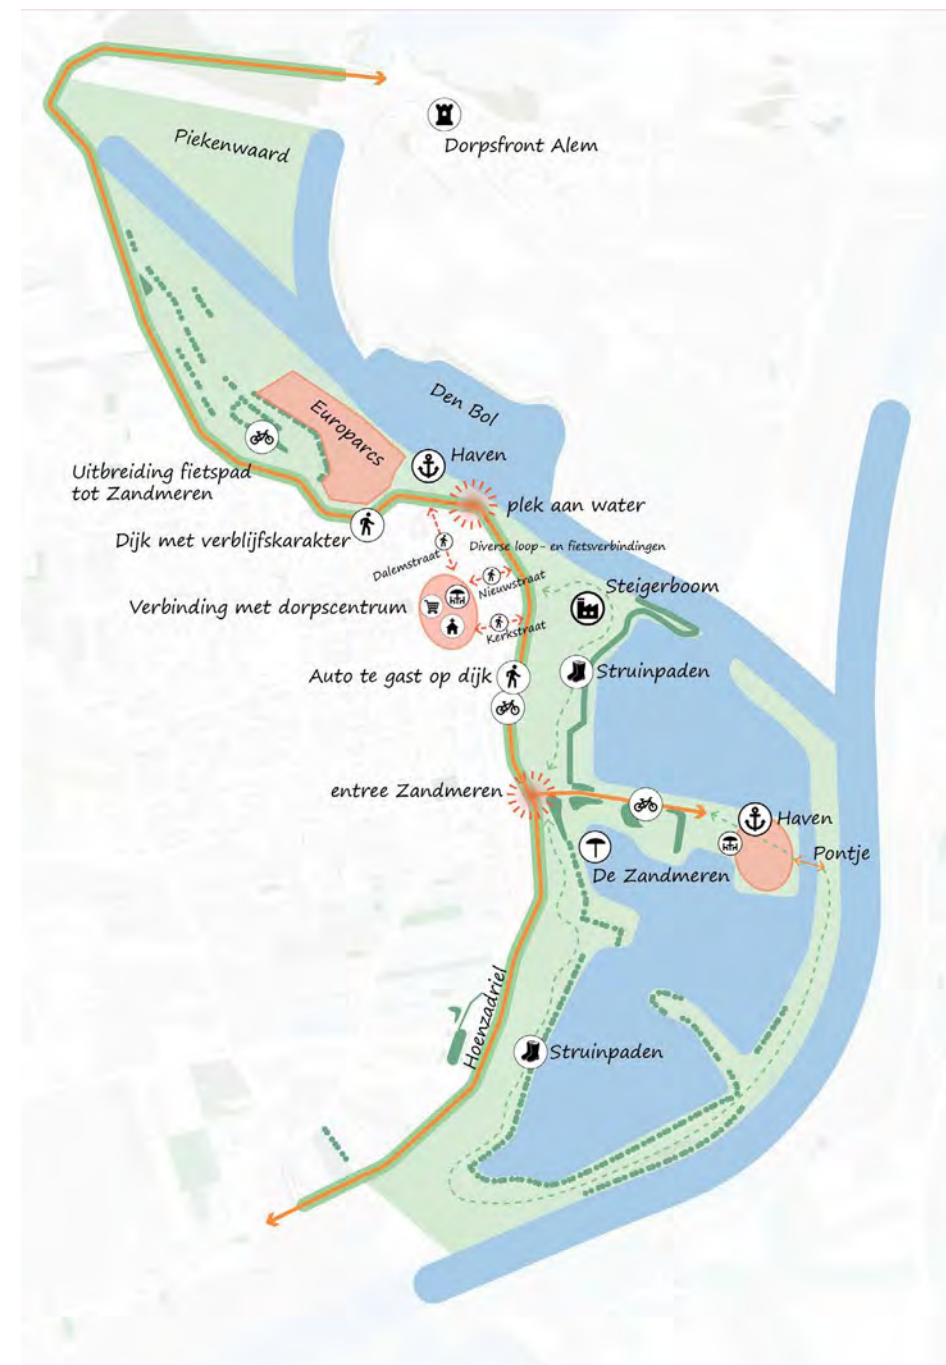 Piekenwaard
Dorpsfront Alem
Den Bol
Europarcs
Haven
Uitbreiding fietspad
tot Zandmeren
plek aan water
Dijk met verblijfskarakter
Diverse loop- en fietsverbindingen
Dalemstraat
Nieuwstraat
Steigerboom
Verbinding met dorpscentrum
Kerkstraat
Auto te gast op dijk
Struinpaden
entree Zandmeren
Haven
Pontje
De Zandmeren
Hoenzadriel
Struinpaden